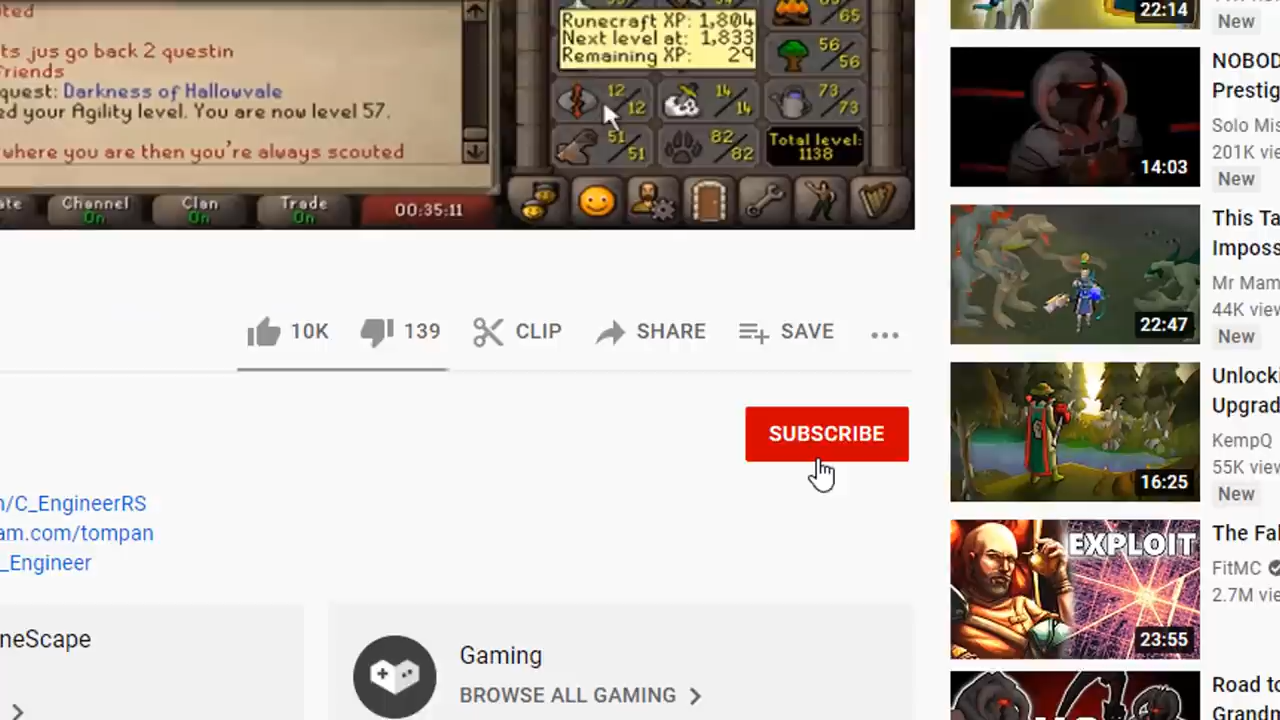 uted
ts jus go back 2 questin
friends
quest: Darkness of Hallowvale
ed your Agility level. You are now level 57.
where you are then you're always scouted
ate
Channel
On
Clan
On
Trade
On
00:35:11
Runecraft XP: 1,804
Next level at: 1,833
Remaining XP: 29
65
56
56
12
12
14
14
73
73
51
51
82
82
Total level:
1138
10K
139
CLIP
SHARE
SAVE
SUBSCRIBE
n/C_EngineerRS
am.com/tompan
_Engineer
neScape
Gaming
BROWSE ALL GAMING
22:14
New
NOBOD
Prestig
Solo Mis
201K vie
New
14:03
This Ta
Imposs
Mr Mam
44K view
New
22:47
Unlocki
Upgrad
KempQ
55K view
New
16:25
EXPLOIT
23:55
The Fal
FitMC
2.7M vie
Road to
Grandm